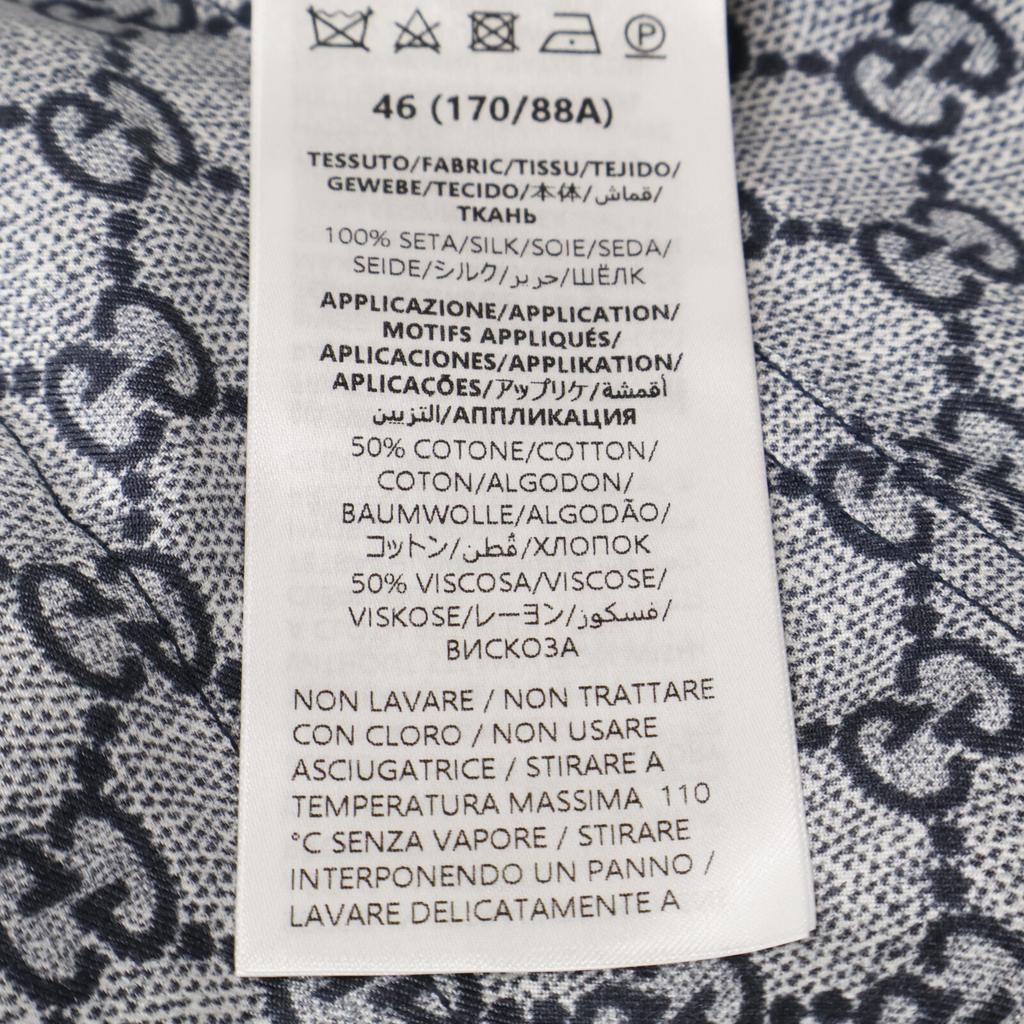 P
46 (170/88A)
TESSUTO/FABRIC/TISSU/TEJIDO/
GEWEBE/TECIDO/本体/قماش/
ТКАНЬ
100% SETA/SILK/SOIE/SEDA/
SEIDE/シルク/حرير/ШЁЛК
APPLICAZIONE/APPLICATION/
MOTIFS APPLIQUÉS/
APLICACIONES/APPLIKATION/
APLICAÇÕES/アップリケ/أقمشة
التزيين/АППЛИКАЦИЯ
50% COTONE/COTTON/
COTON/ALGODON/
BAUMWOLLE/ALGODÃO/
コットン/قُطن/ХЛОПОК
50% VISCOSA/VISCOSE/
VISKOSE/レーヨン/فسكوز/
ВИСКОЗА
NON LAVARE / NON TRATTARE
CON CLORO / NON USARE
ASCIUGATRICE / STIRARE A
TEMPERATURA MASSIMA 110
°C SENZA VAPORE / STIRARE
INTERPONENDO UN PANNO /
LAVARE DELICATAMENTE A